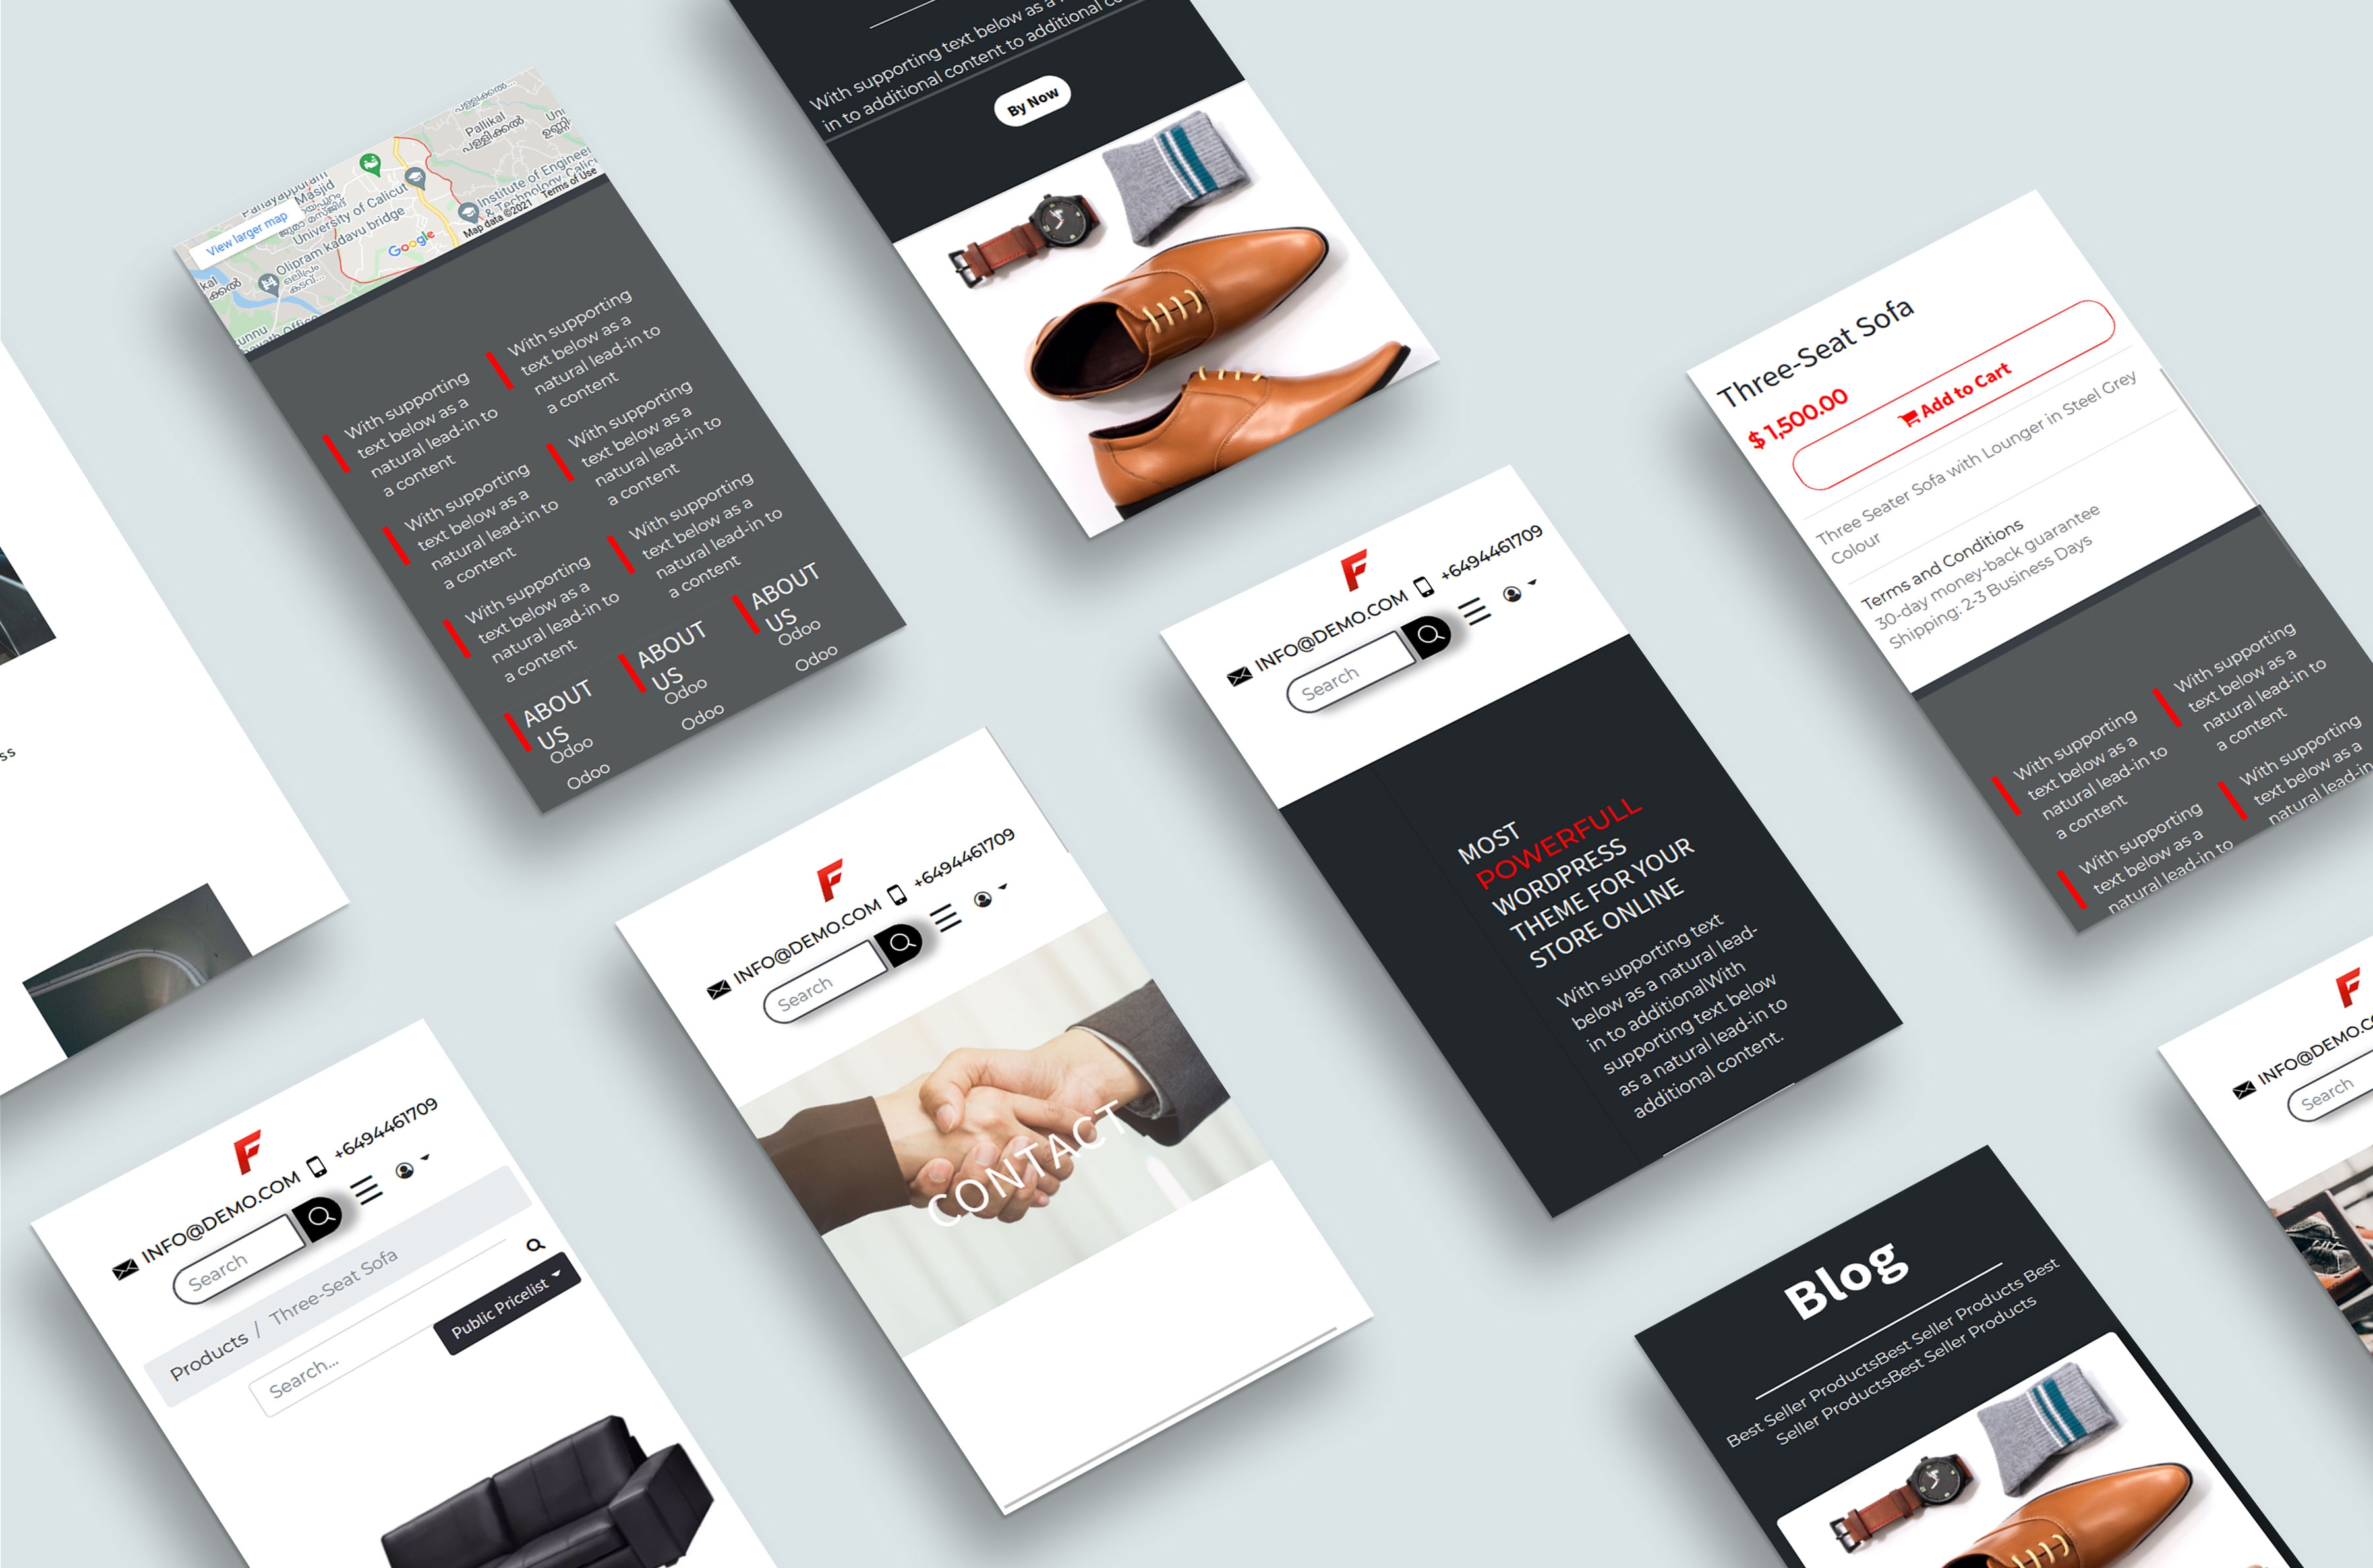 View larger map
Masjid
University of Calicut
Olipram kadavu bridge
Pallikal
പള്ളിക്കൽ
Institute of Engineer
Google
Map data ©2021
Terms of Use
With supporting
text below as a
natural lead-in to
a content
With supporting
text below as a
natural lead-in to
a content
With supporting
text below as a
natural lead-in to
a content
With supporting
text below as a
natural lead-in to
a content
With supporting
text below as a
natural lead-in to
a content
With supporting
text below as a
natural lead-in to
a content
ABOUT
US
Odoo
Odoo
ABOUT
US
Odoo
Odoo
ABOUT
US
Odoo
Odoo
With supporting text below as a
in to additional content to additional
By Now
Three-Seat Sofa
$ 1,500.00
Add to Cart
Three Seater Sofa with Lounger in Steel Grey
Colour
Terms and Conditions
30-day money-back guarantee
Shipping: 2-3 Business Days
With supporting
text below as a
natural lead-in to
a content
With supporting
text below as a
natural lead-in to
a content
With supporting
text below as a
natural lead-in
With supporting
text below as a
natural lead-in to
F
INFO@DEMO.COM +6494461709
Search
MOST
POWERFULL
WORDPRESS
THEME FOR YOUR
STORE ONLINE
With supporting text
below as a natural lead-
in to additionalWith
supporting text below
as a natural lead-in to
additional content.
F
INFO@DEMO.COM +6494461709
Search
CONTACT
F
INFO@DEMO.COM +6494461709
Search
Products / Three-Seat Sofa
Search...
Public Pricelist
Blog
Best Seller ProductsBest Seller Products Best
Seller ProductsBest Seller Products
F
INFO@DEMO.CO
Search